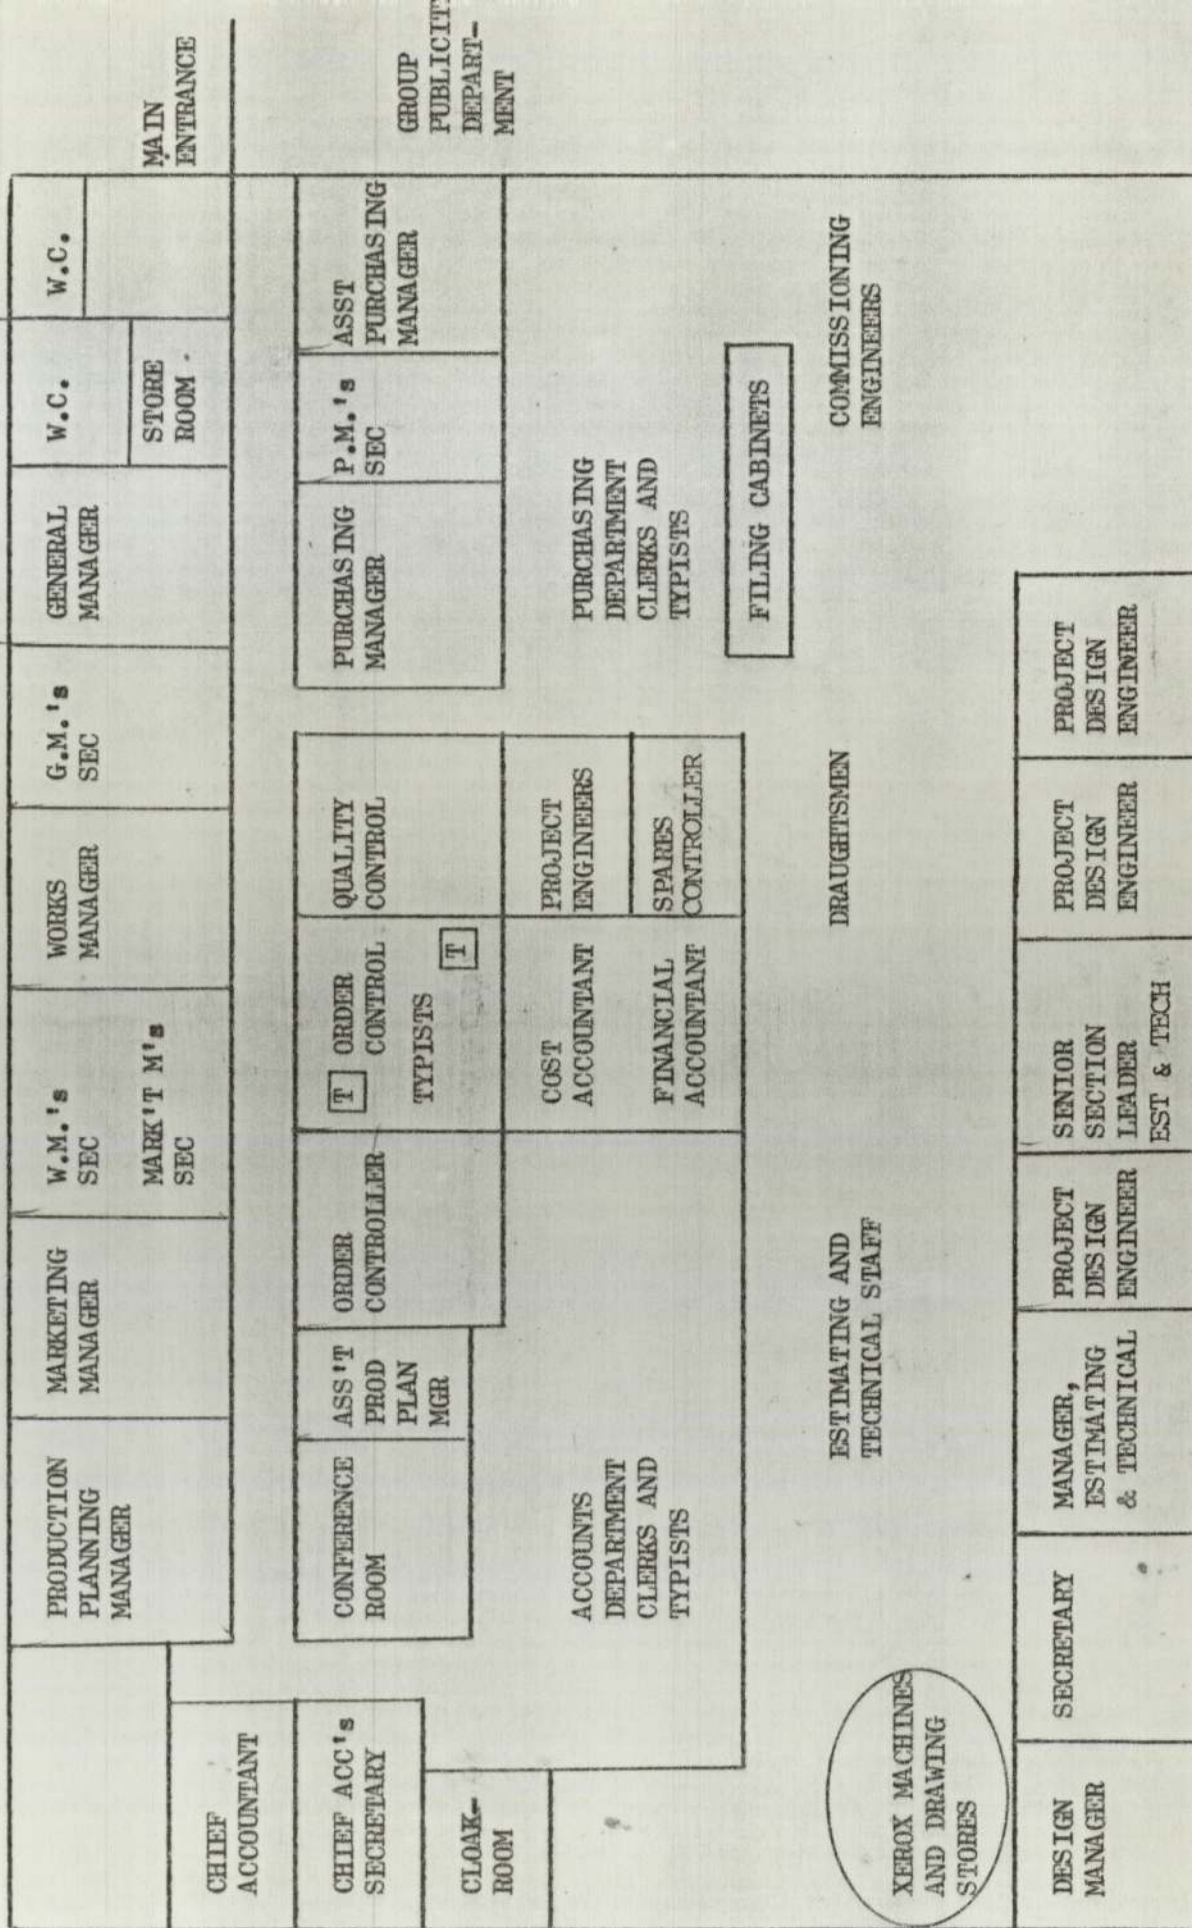 PRODUCTION
PLANNING
MANAGER
MARKETING
MANAGER
W.M.'s
SEC
MARK'T M's
SEC
WORKS
MANAGER
G.M.'s
SEC
GENERAL
MANAGER
W.C.
STORE
ROOM
W.C.
MAIN
ENTRANCE
CHIEF
ACCOUNTANT
CHIEF ACC's
SECRETARY
CLOAK-
ROOM
CONFERENCE
ROOM
ASS'T
PROD
PLAN
MGR
ORDER
CONTROLLER
T
ORDER
CONTROL
TYPISTS
T
QUALITY
CONTROL
PURCHASING
MANAGER
P.M.'s
SEC
ASST
PURCHASING
MANAGER
GROUP
PUBLICITY
DEPART-
MENT
ACCOUNTS
DEPARTMENT
CLERKS AND
TYPISTS
COST
ACCOUNTANT
FINANCIAL
ACCOUNTANT
PROJECT
ENGINEERS
SPARES
CONTROLLER
PURCHASING
DEPARTMENT
CLERKS AND
TYPISTS
FILING CABINETS
XEROX MACHINES
AND DRAWING
STORES
ESTIMATING AND
TECHNICAL STAFF
DRAUGHTSMEN
COMMISSIONING
ENGINEERS
DESIGN
MANAGER
SECRETARY
MANAGER,
ESTIMATING
& TECHNICAL
PROJECT
DESIGN
ENGINEER
SENIOR
SECTION
LEADER
EST & TECH
PROJECT
DESIGN
ENGINEER
PROJECT
DESIGN
ENGINEER